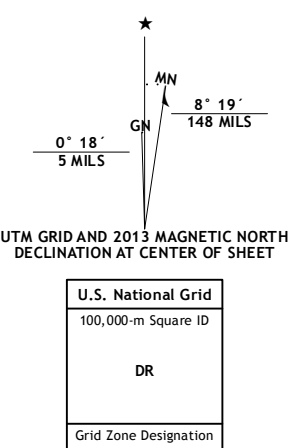 ★
MN
GN
8° 19´
148 MILS
0° 18´
5 MILS
UTM GRID AND 2013 MAGNETIC NORTH
DECLINATION AT CENTER OF SHEET
U.S. National Grid
100,000-m Square ID
DR
Grid Zone Designation